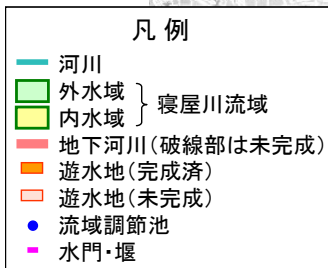 凡例
河川
外水域
内水域
寝屋川流域
地下河川(破線部は未完成)
遊水地(完成済)
遊水地(未完成)
流域調節池
水門・堰